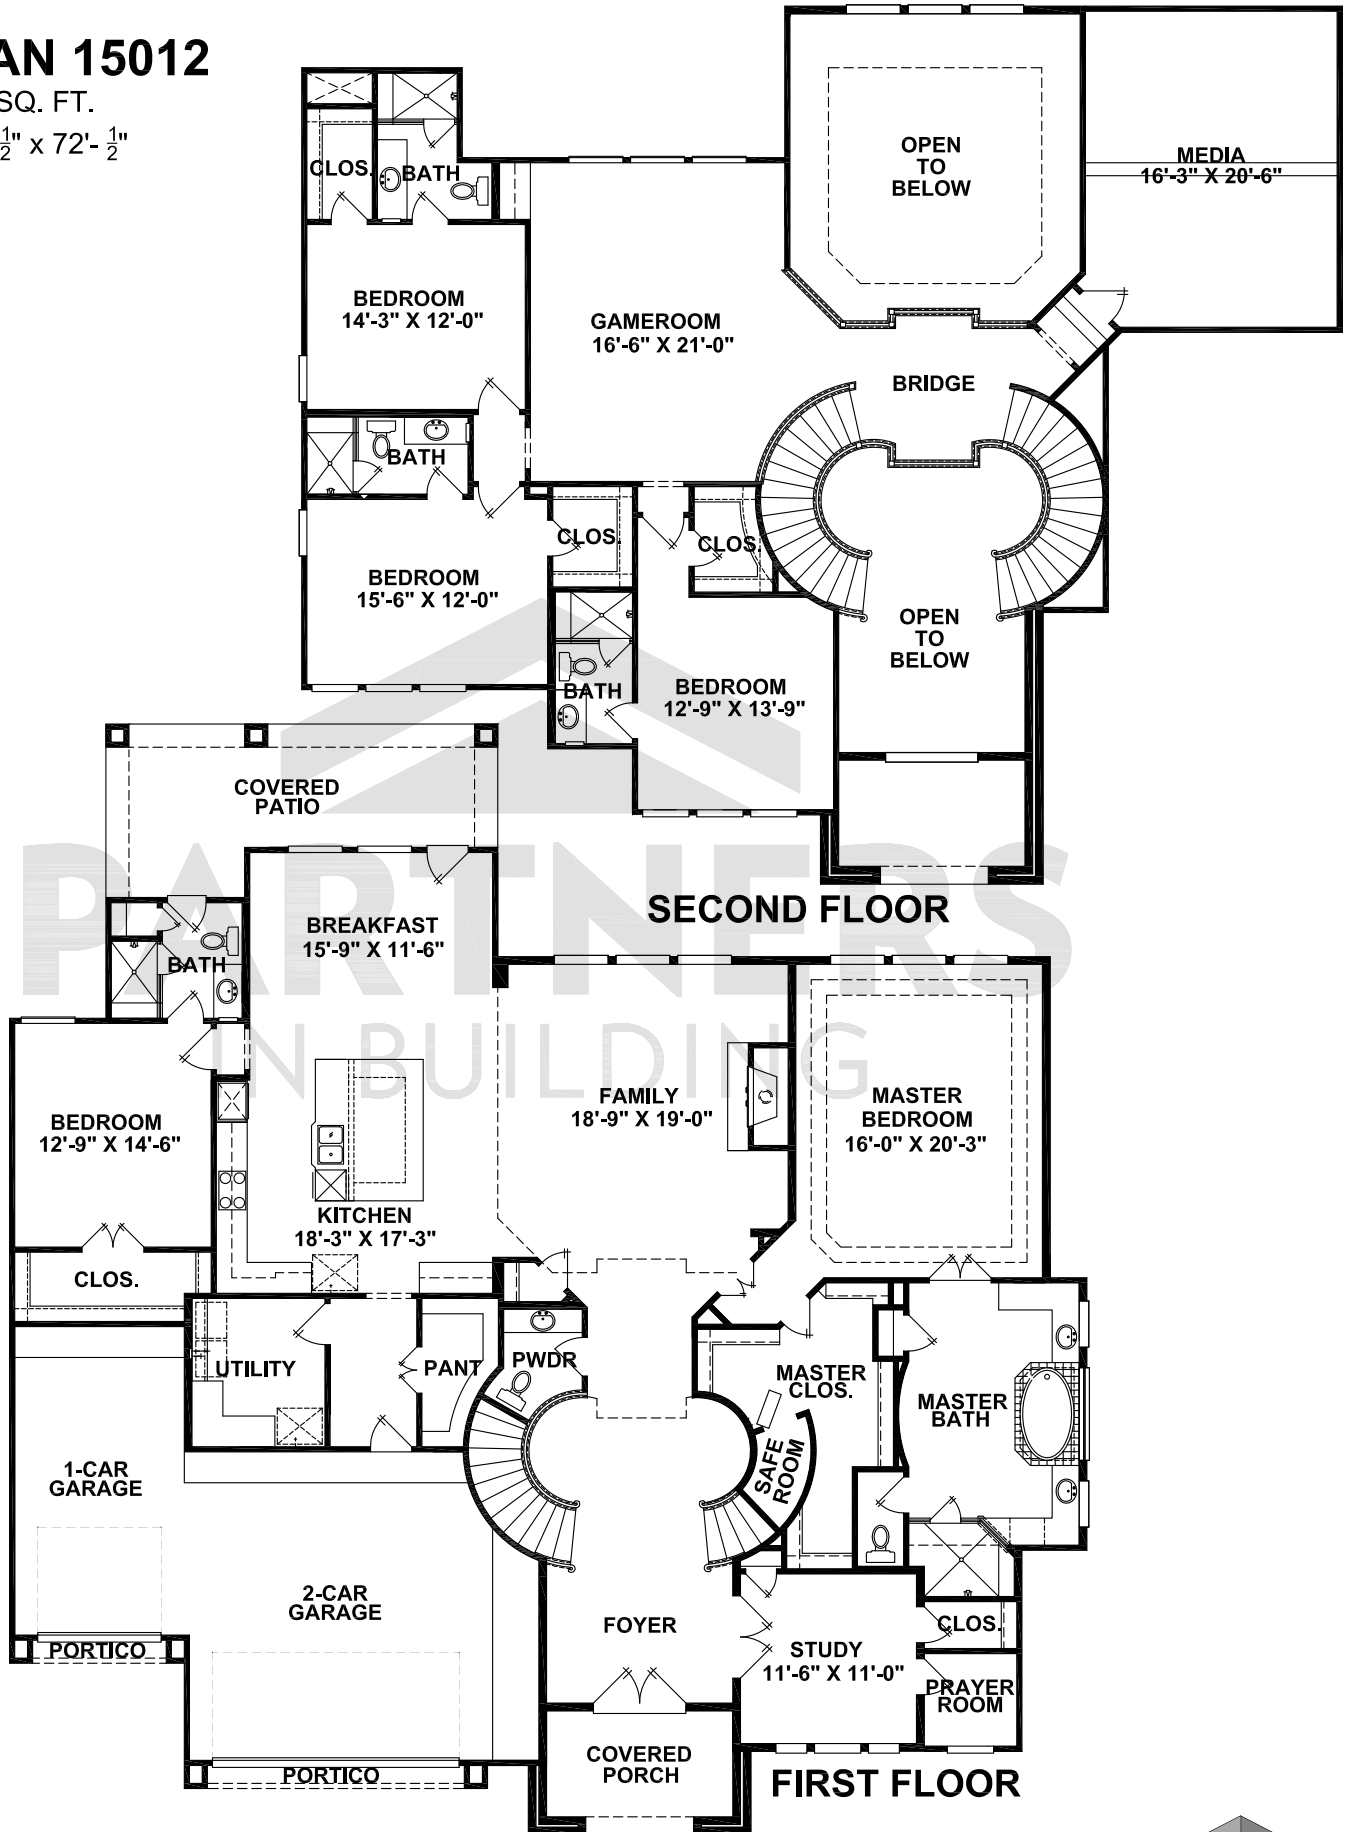 AN 15012
SQ. FT.
½" x 72'- ½"
OPEN
TO
BELOW
MEDIA
16'-3" X 20'-6"
CLOS.
BATH
BEDROOM
14'-3" X 12'-0"
GAMEROOM
16'-6" X 21'-0"
BRIDGE
BATH
CLOS.
CLOS.
BEDROOM
15'-6" X 12'-0"
OPEN
TO
BELOW
BATH
BEDROOM
12'-9" X 13'-9"
COVERED
PATIO
PARTNERS
IN BUILDING
SECOND FLOOR
BREAKFAST
15'-9" X 11'-6"
BATH
BEDROOM
12'-9" X 14'-6"
FAMILY
18'-9" X 19'-0"
MASTER
BEDROOM
16'-0" X 20'-3"
KITCHEN
18'-3" X 17'-3"
CLOS.
UTILITY
PANT
PWDR
MASTER
CLOS.
MASTER
BATH
SAFE
ROOM
1-CAR
GARAGE
2-CAR
GARAGE
FOYER
CLOS.
STUDY
11'-6" X 11'-0"
PRAYER
ROOM
PORTICO
PORTICO
COVERED
PORCH
FIRST FLOOR